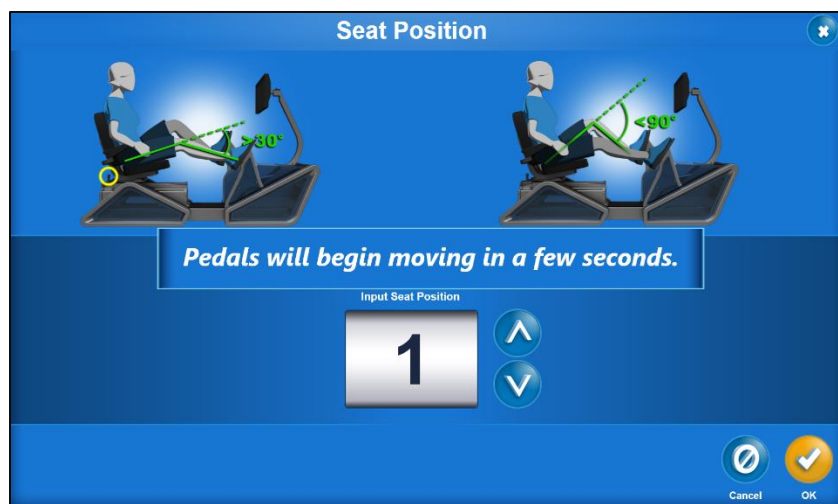 Seat Position
>30°
<90°
Pedals will begin moving in a few seconds.
Input Seat Position
1
Cancel
OK